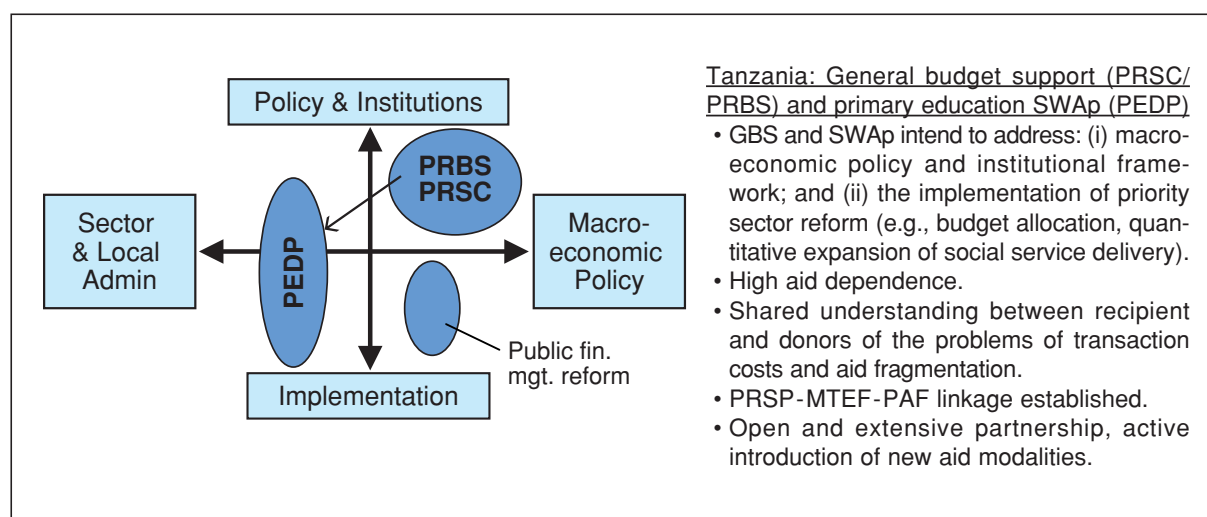 Policy & Institutions
PRBS
PRSC
Sector
& Local
Admin
PEDP
Macro-
economic
Policy
Public fin.
mgt. reform
Implementation
Tanzania: General budget support (PRSC/
PRBS) and primary education SWAp (PEDP)
• GBS and SWAp intend to address: (i) macro-
economic policy and institutional frame-
work; and (ii) the implementation of priority
sector reform (e.g., budget allocation, quan-
titative expansion of social service delivery).
• High aid dependence.
• Shared understanding between recipient
and donors of the problems of transaction
costs and aid fragmentation.
• PRSP-MTEF-PAF linkage established.
• Open and extensive partnership, active
introduction of new aid modalities.